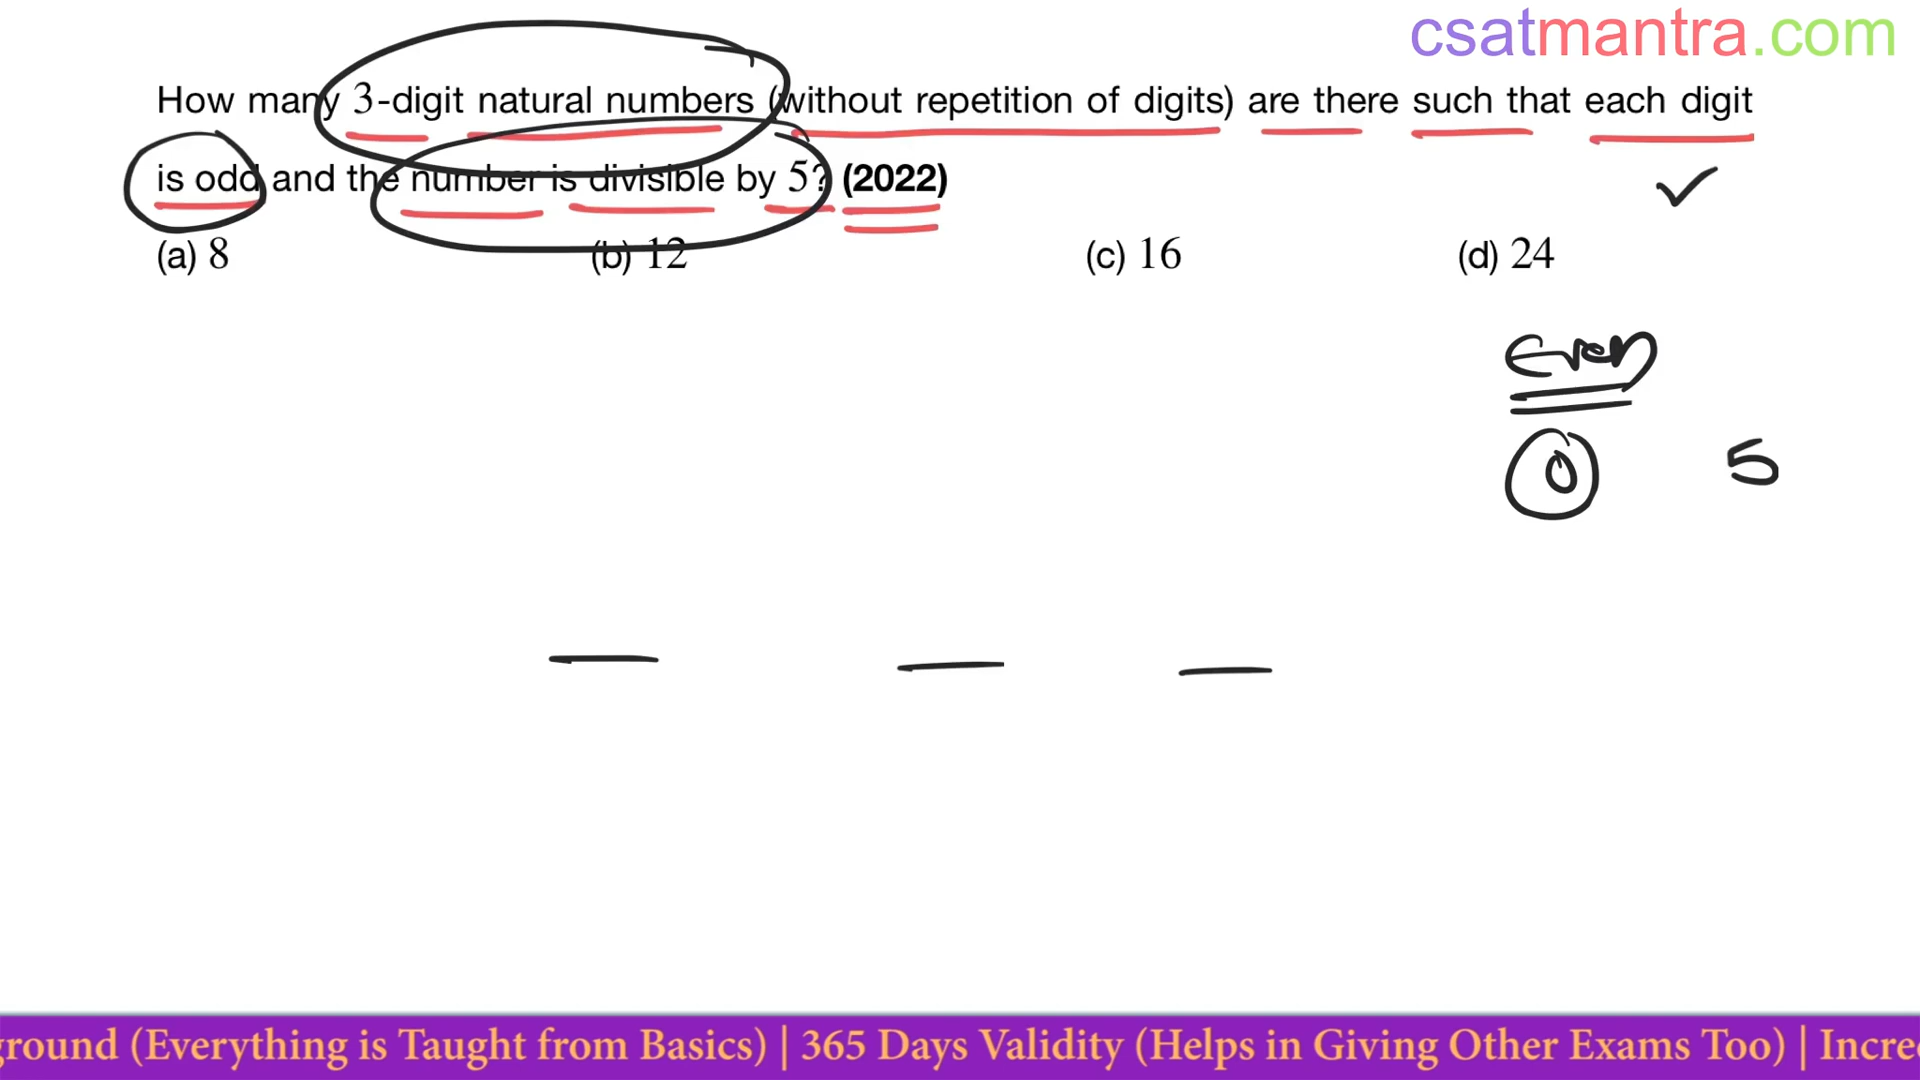 csatmantra.com
How many 3-digit natural numbers (without repetition of digits) are there such that each digit
is odd and the number is divisible by 5? (2022)
(a) 8 (b) 12 (c) 16 (d) 24
Even
0 5
ground (Everything is Taught from Basics) | 365 Days Validity (Helps in Giving Other Exams Too) |